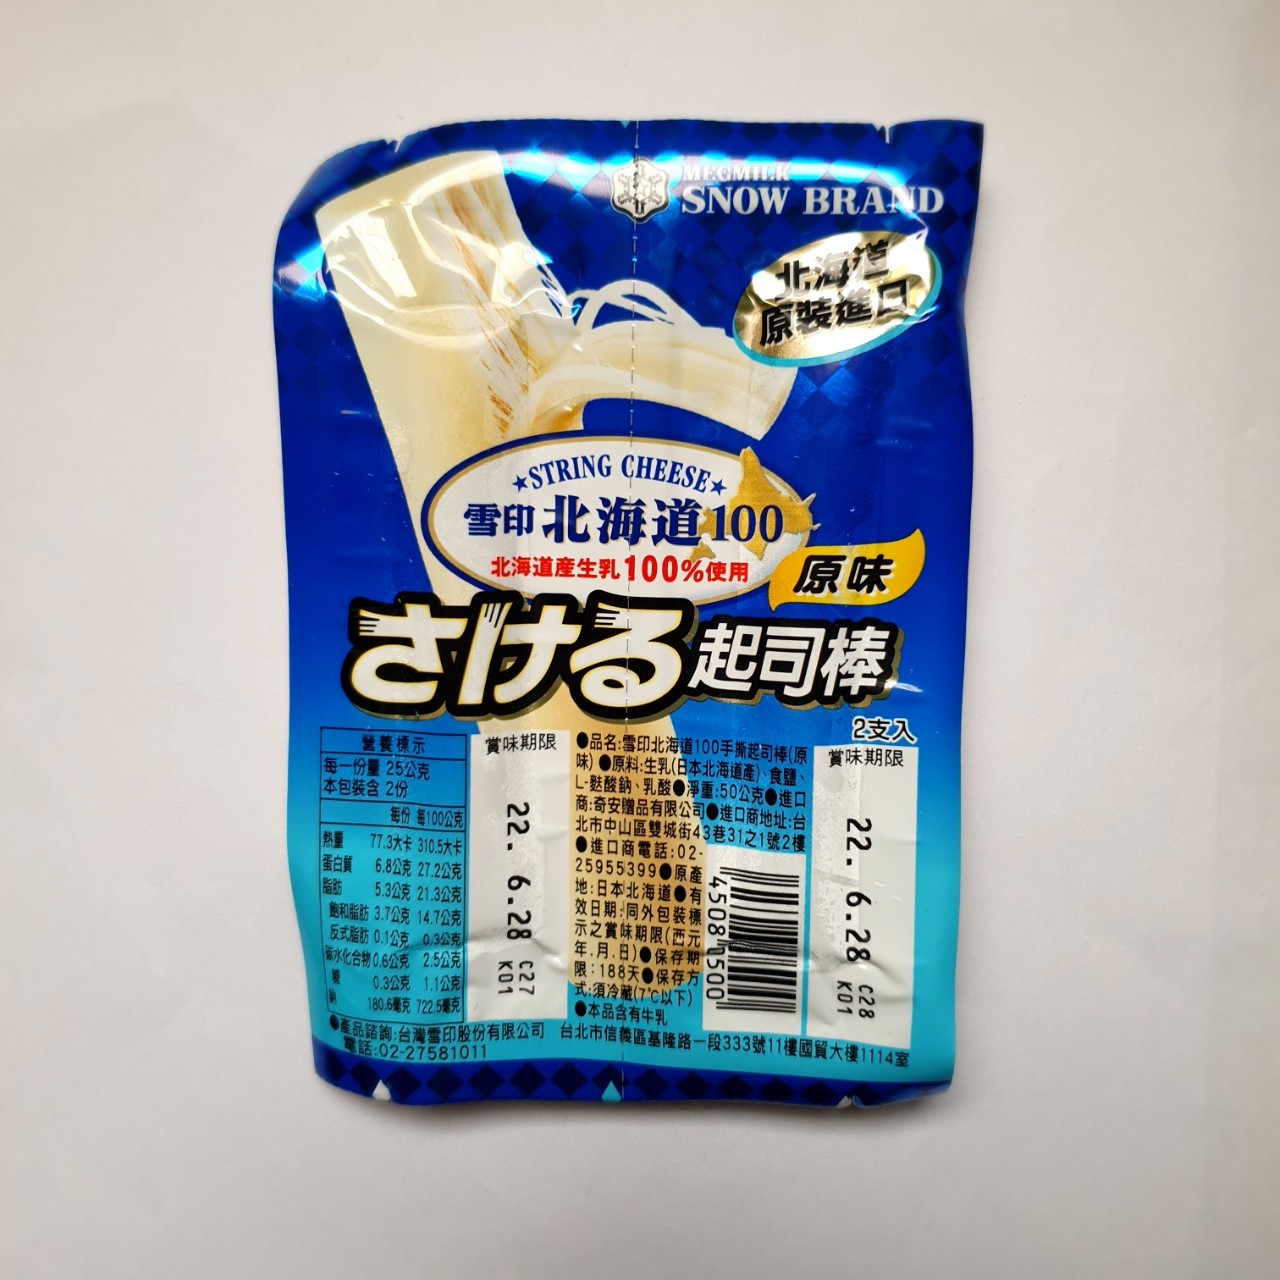 MEGMILK
SNOW BRAND
北海道
原裝進口
★STRING CHEESE★
雪印北海道100
北海道産生乳100%使用
原味
さける起司棒
2支入
營養標示
每一份量 25公克
本包裝含 2份
每份 每100公克
熱量 77.3大卡 310.5大卡
蛋白質 6.8公克 27.2公克
脂肪 5.3公克 21.3公克
飽和脂肪 3.7公克 14.7公克
反式脂肪 0.1公克 0.3公克
碳水化合物 0.6公克 2.5公克
糖 0.3公克 1.1公克
鈉 180.6毫克 722.5毫克
賞味期限
22. 6.28
C27
K01
●品名:雪印北海道100手撕起司棒(原
味)●原料:生乳(日本北海道產)、食鹽、
L-麩酸鈉、乳酸●淨重:50公克●進口
商:奇安贈品有限公司●進口商地址:台
北市中山區雙城街43巷31之1號2樓
●進口商電話:02-
25955399●原產
地:日本北海道●有
效日期:同外包裝標
示之賞味期限(西元
年.月.日)●保存期
限:188天●保存方
式:須冷藏(7℃以下)
●本品含有牛乳
4508 1500
賞味期限
22. 6.28
C28
K01
●產品諮詢:台灣雪印股份有限公司 台北市信義區基隆路一段333號11樓國貿大樓1114室
電話:02-27581011